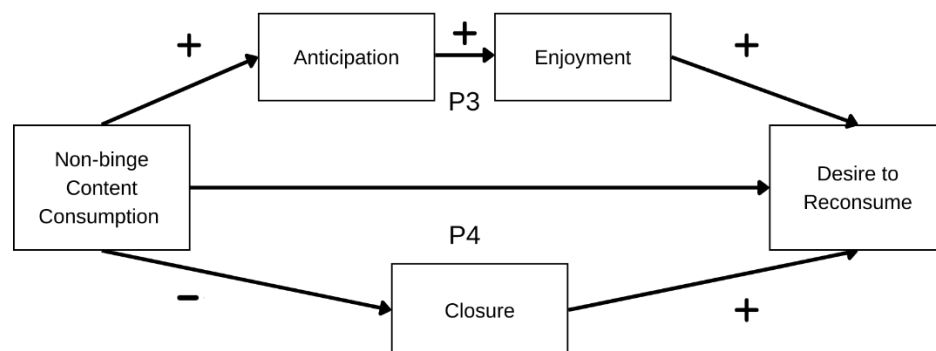 +
+
+
Anticipation
Enjoyment
P3
Non-binge
Content
Consumption
Desire to
Reconsume
P4
−
Closure
+